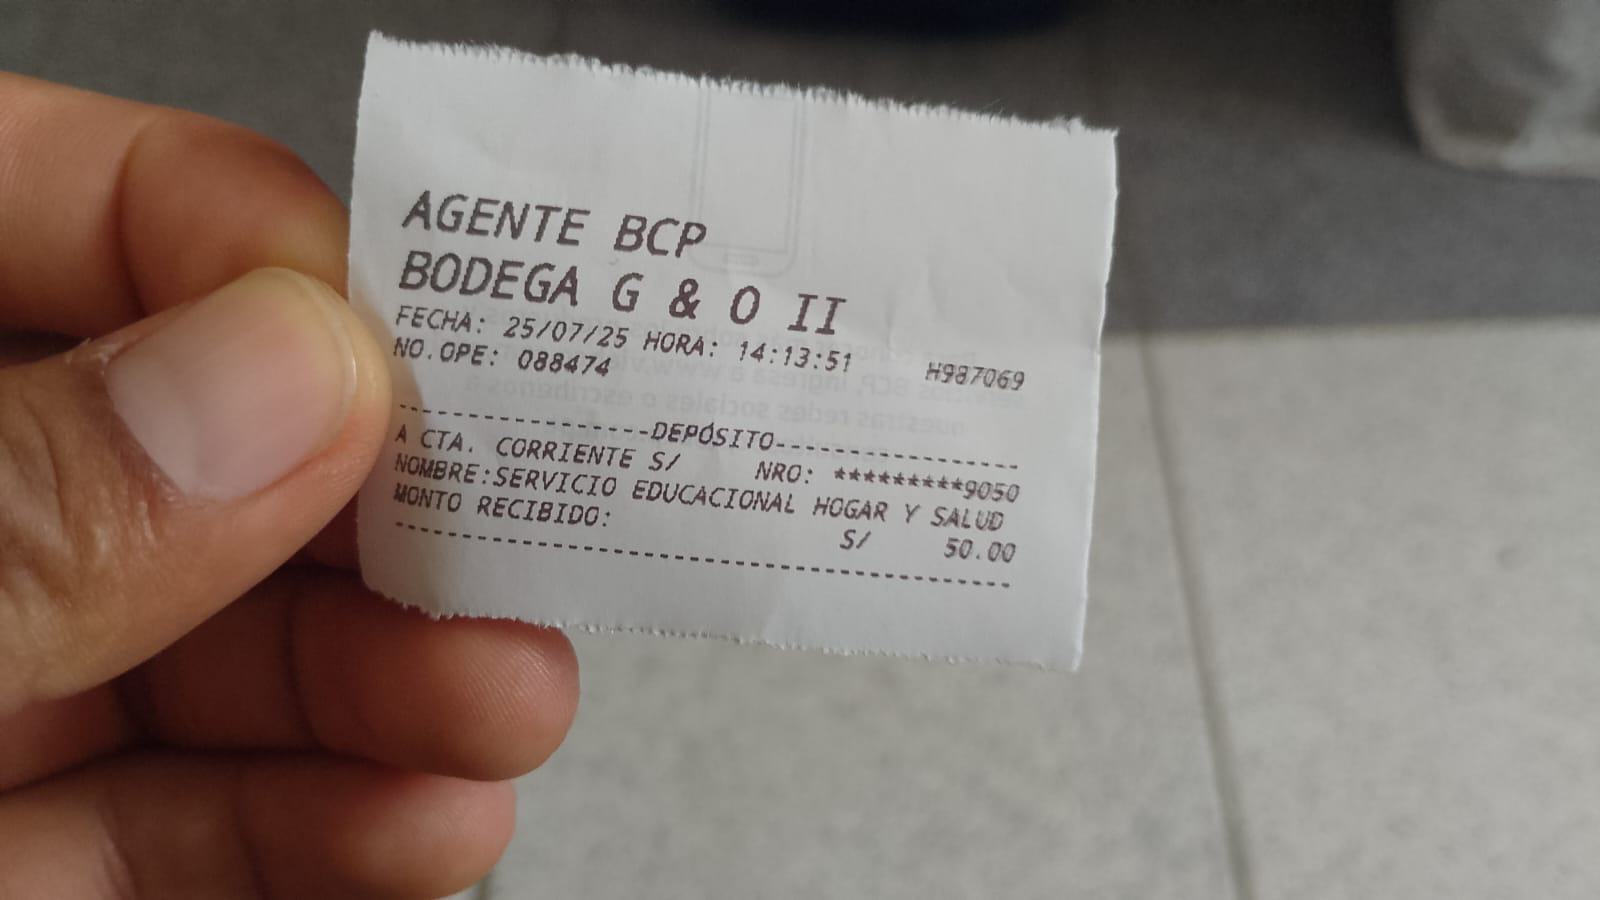 AGENTE BCP
BODEGA G & O II
FECHA: 25/07/25 HORA: 14:13:51 H987069
NO.OPE: 088474
---------------DEPÓSITO---------------
A CTA. CORRIENTE S/ NRO: *********9050
NOMBRE:SERVICIO EDUCACIONAL HOGAR Y SALUD
MONTO RECIBIDO: S/ 50.00